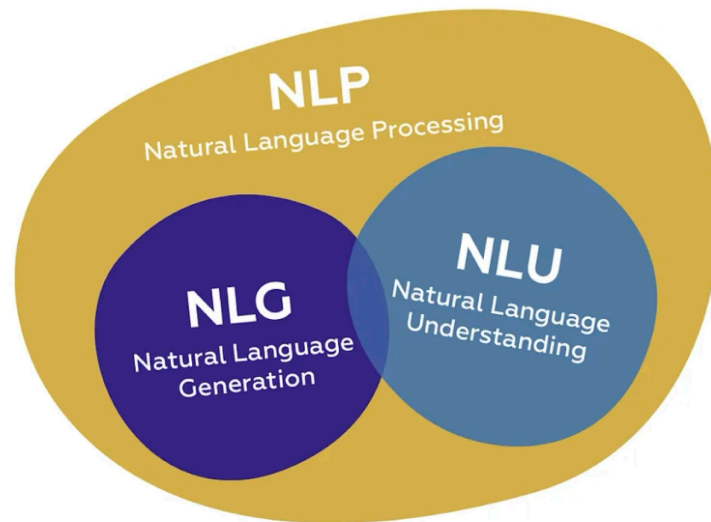 NLP
Natural Language Processing
NLG
Natural Language
Generation
NLU
Natural Language
Understanding